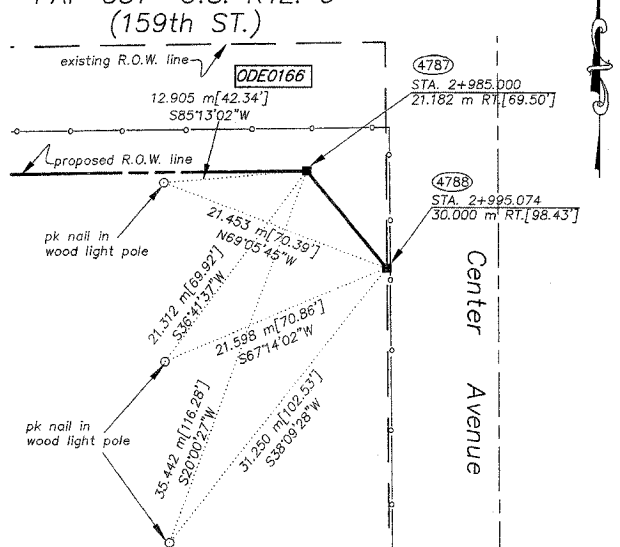 (159th ST.)
existing R.O.W. line
ODE0166
12.905 m[42.34']
S85°13'02"W
4787
STA. 2+985.000
21.182 m RT.[69.50']
proposed R.O.W. line
4788
STA. 2+995.074
30.000 m RT.[98.43']
21.453 m[70.39']
N69°05'45"W
pk nail in
wood light pole
21.312 m[69.92']
S36°41'37"W
21.598 m[70.86']
S67°14'02"W
Center Avenue
pk nail in
wood light pole
35.442 m[116.28']
S20°00'27"W
31.250 m[102.53']
S38°09'28"W